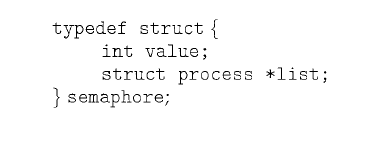 typedef struct {
int value;
struct process *list;
} semaphore;